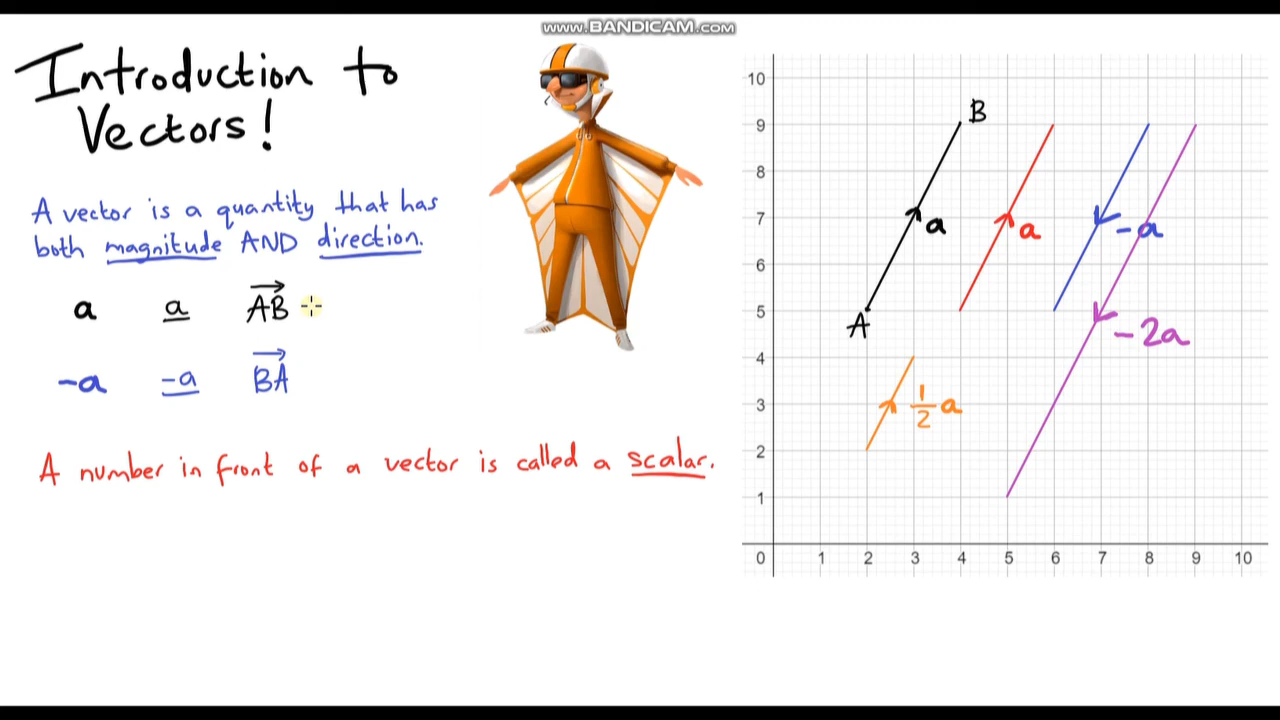 www.BANDICAM.com
Introduction to
Vectors!
A vector is a quantity that has
both magnitude AND direction.
a a AB
-a -a BA
A number in front of a vector is called a scalar.
10
9
8
7
6
5
4
3
2
1
0 1 2 3 4 5 6 7 8 9 10
B
A
a
a
-a
-2a
1/2 a